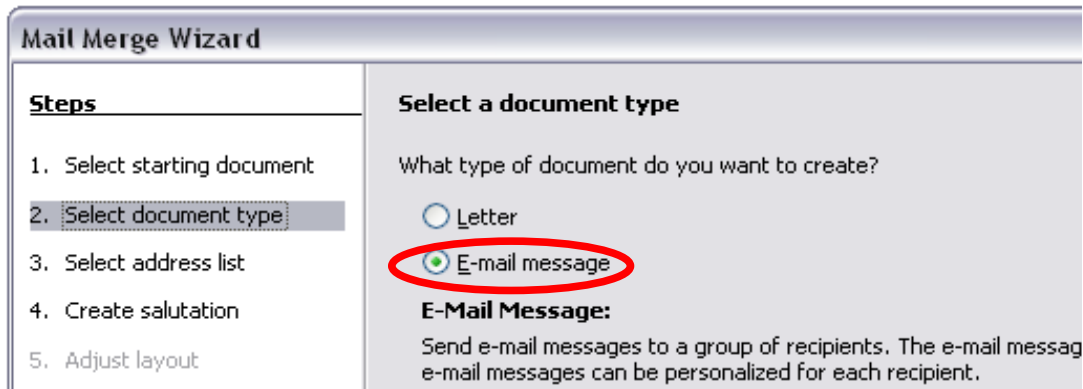 Mail Merge Wizard
Steps
1. Select starting document
2. Select document type
3. Select address list
4. Create salutation
5. Adjust layout
Select a document type
What type of document do you want to create?
Letter
E-mail message
E-Mail Message:
Send e-mail messages to a group of recipients. The e-mail
e-mail messages can be personalized for each recipient.